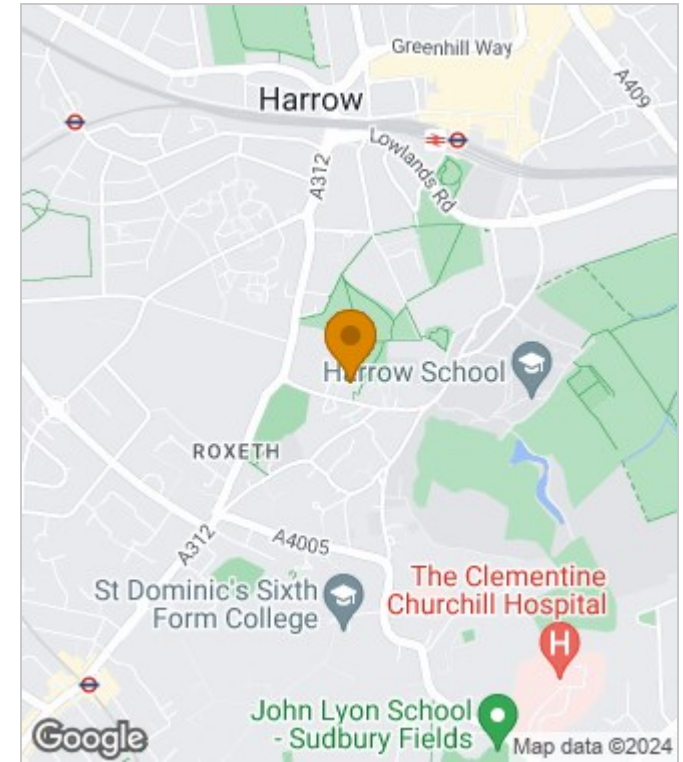 Greenhill Way
Harrow
A409
Lowlands Rd
A312
Harrow School
ROXETH
A312
A4005
St Dominic's Sixth
Form College
The Clementine
Churchill Hospital
H
John Lyon School
- Sudbury Fields
Google
Map data ©2024